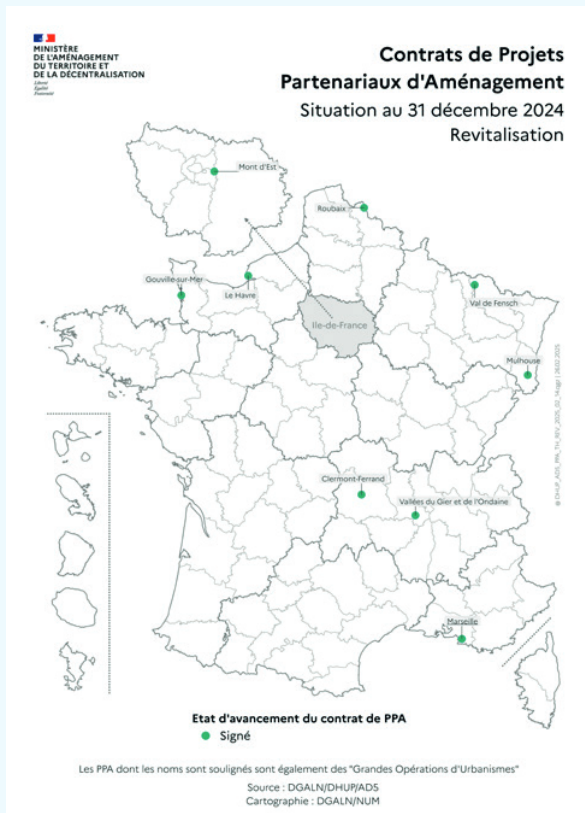 MINISTÈRE
DE L'AMÉNAGEMENT
DU TERRITOIRE ET
DE LA DÉCENTRALISATION
Liberté
Égalité
Fraternité
Contrats de Projets
Partenariaux d'Aménagement
Situation au 31 décembre 2024
Revitalisation
Mont d'Est
Roubaix
Gouville-sur-Mer
Le Havre
Val de Fensch
Ile-de-France
Mulhouse
Clermont-Ferrand
Vallées du Gier et de l'Ondaine
Marseille
Etat d'avancement du contrat de PPA
Signé
Les PPA dont les noms sont soulignés sont également des "Grandes Opérations d'Urbanismes"
Source : DGALN/DHUP/AD5
Cartographie : DGALN/NUM